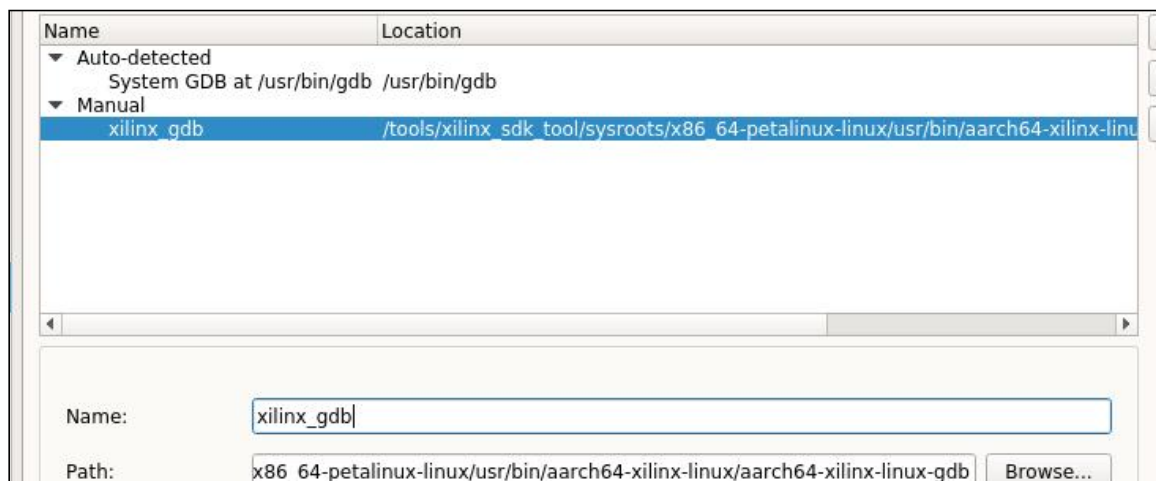 Name Location
Auto-detected
System GDB at /usr/bin/gdb /usr/bin/gdb
Manual
xilinx_gdb /tools/xilinx_sdk_tool/sysroots/x86_64-petalinux-linux/usr/bin/aarch64-xilinx-linu
Name: xilinx_gdb
Path: x86_64-petalinux-linux/usr/bin/aarch64-xilinx-linux/aarch64-xilinx-linux-gdb Browse...